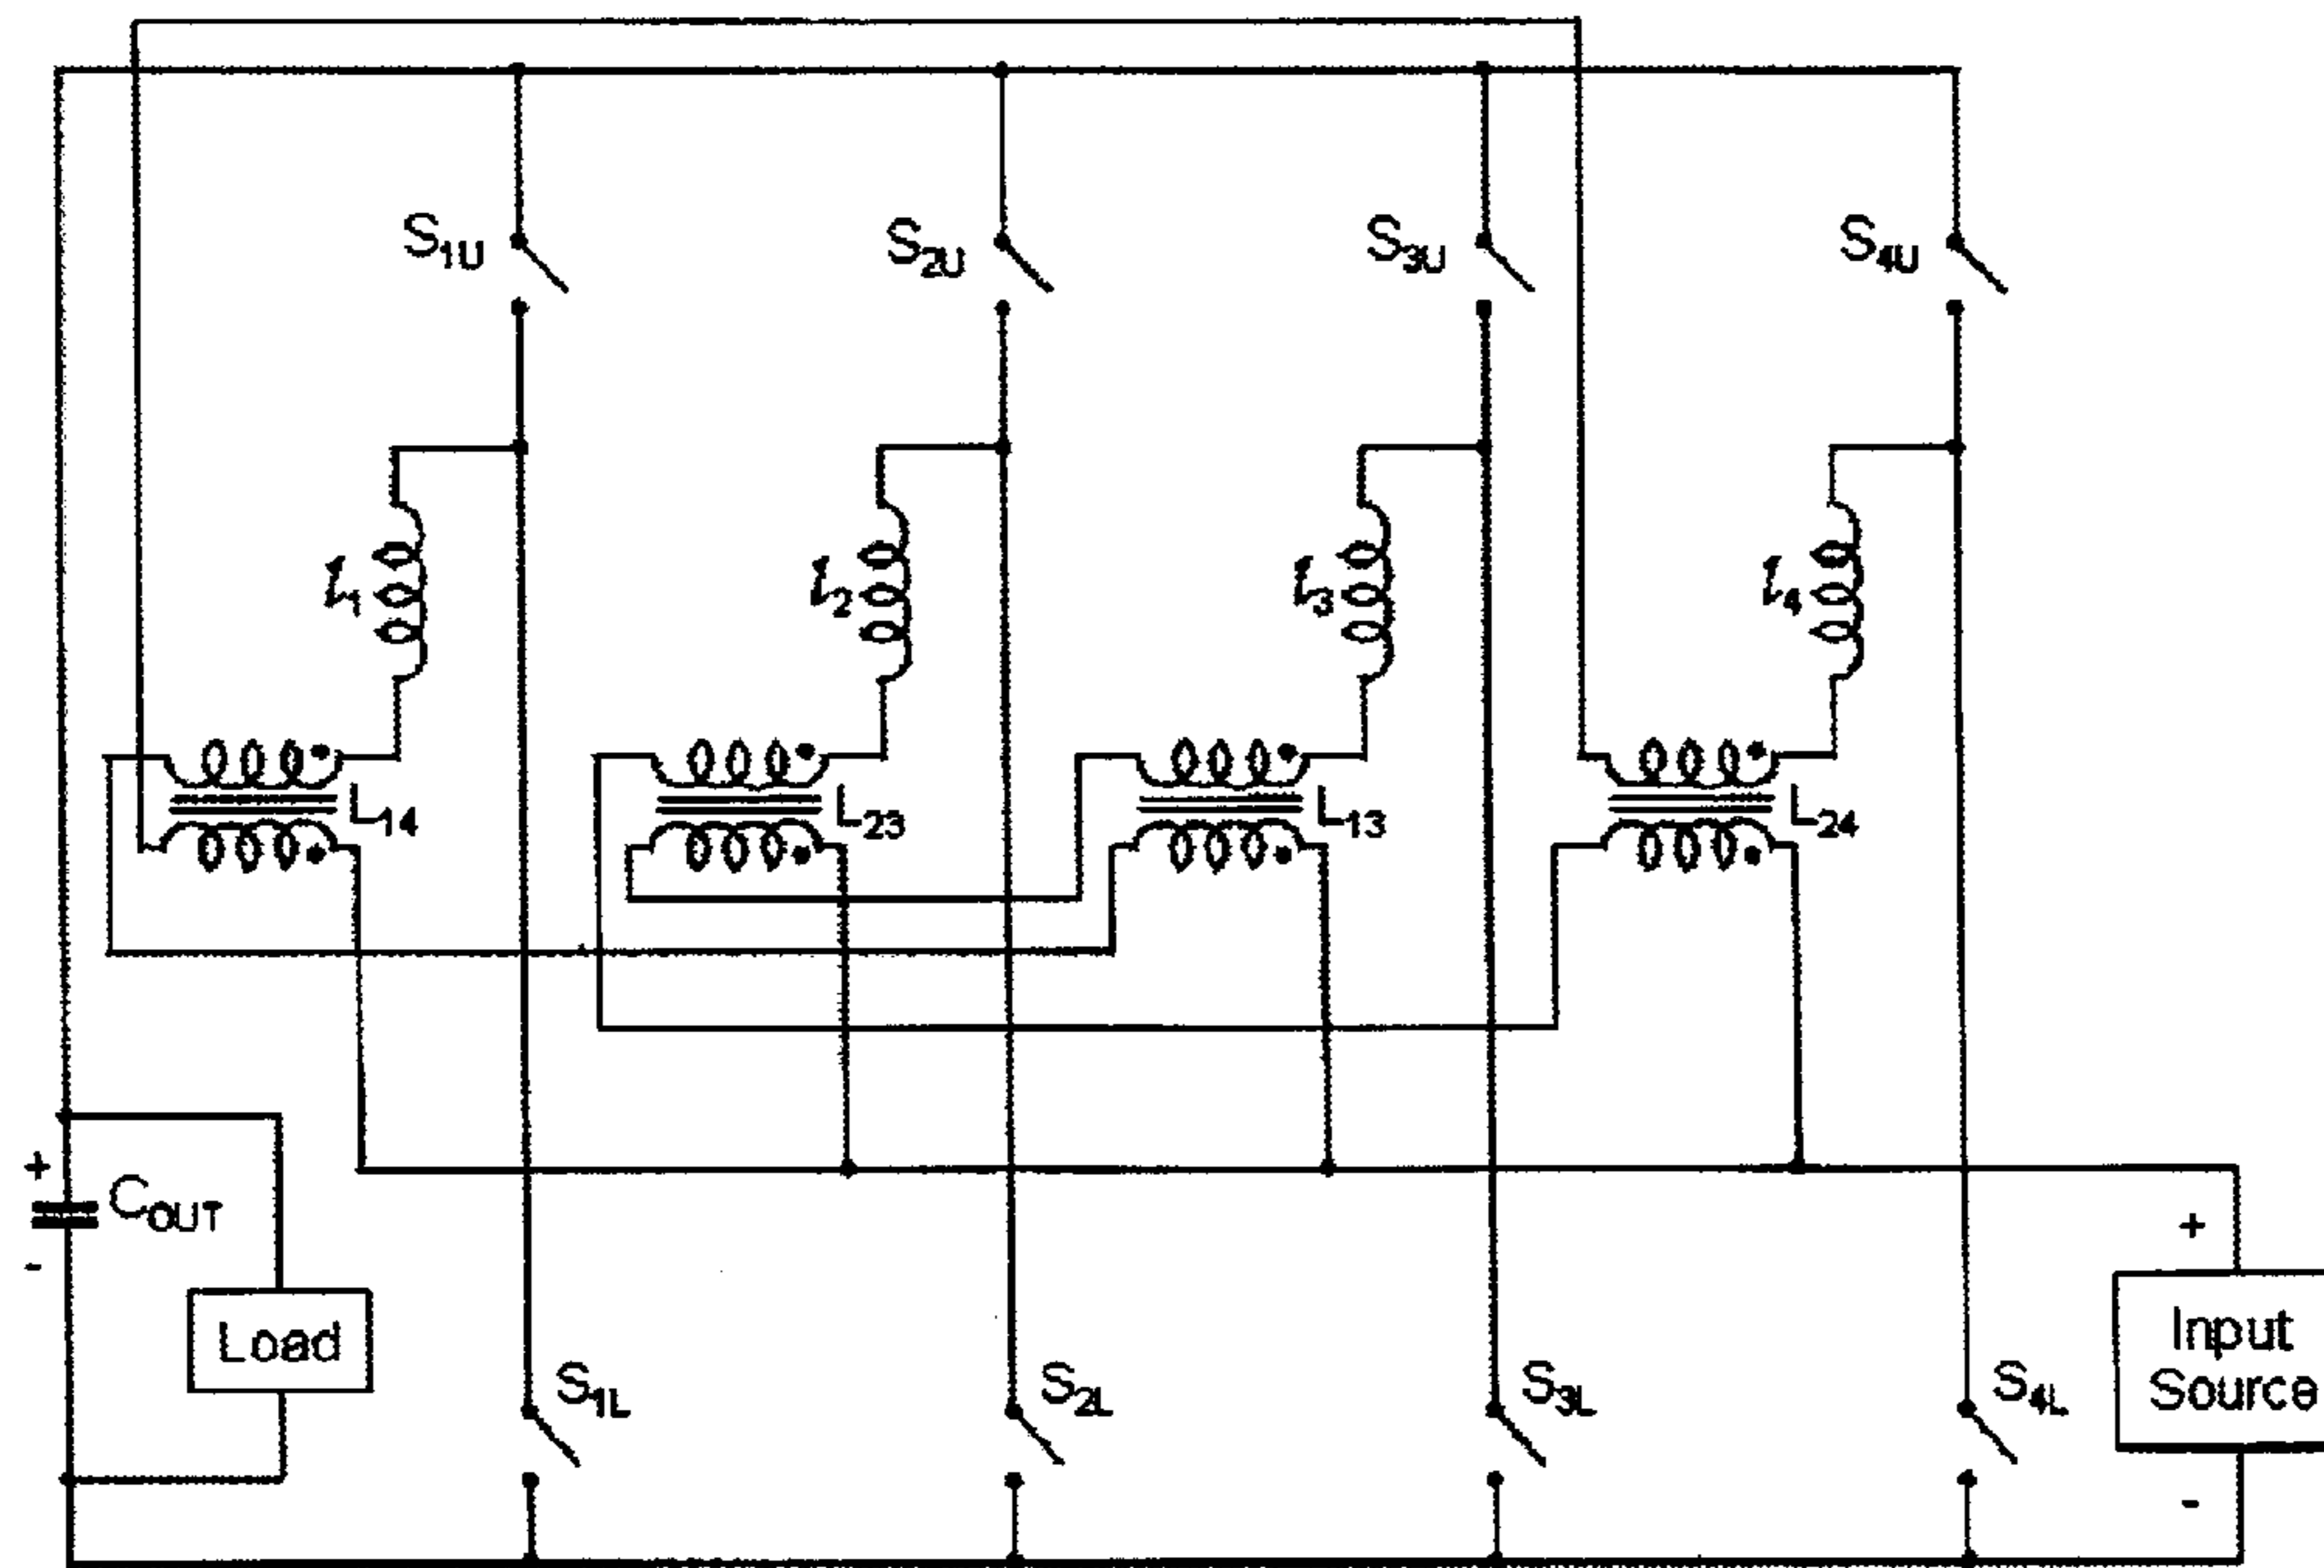 S1U S2U S3U S4U
ℓ1 ℓ2 ℓ3 ℓ4
L14 L23 L13 L24
+ COUT -
Load
S1L S2L S3L S4L
+
Input
Source
-